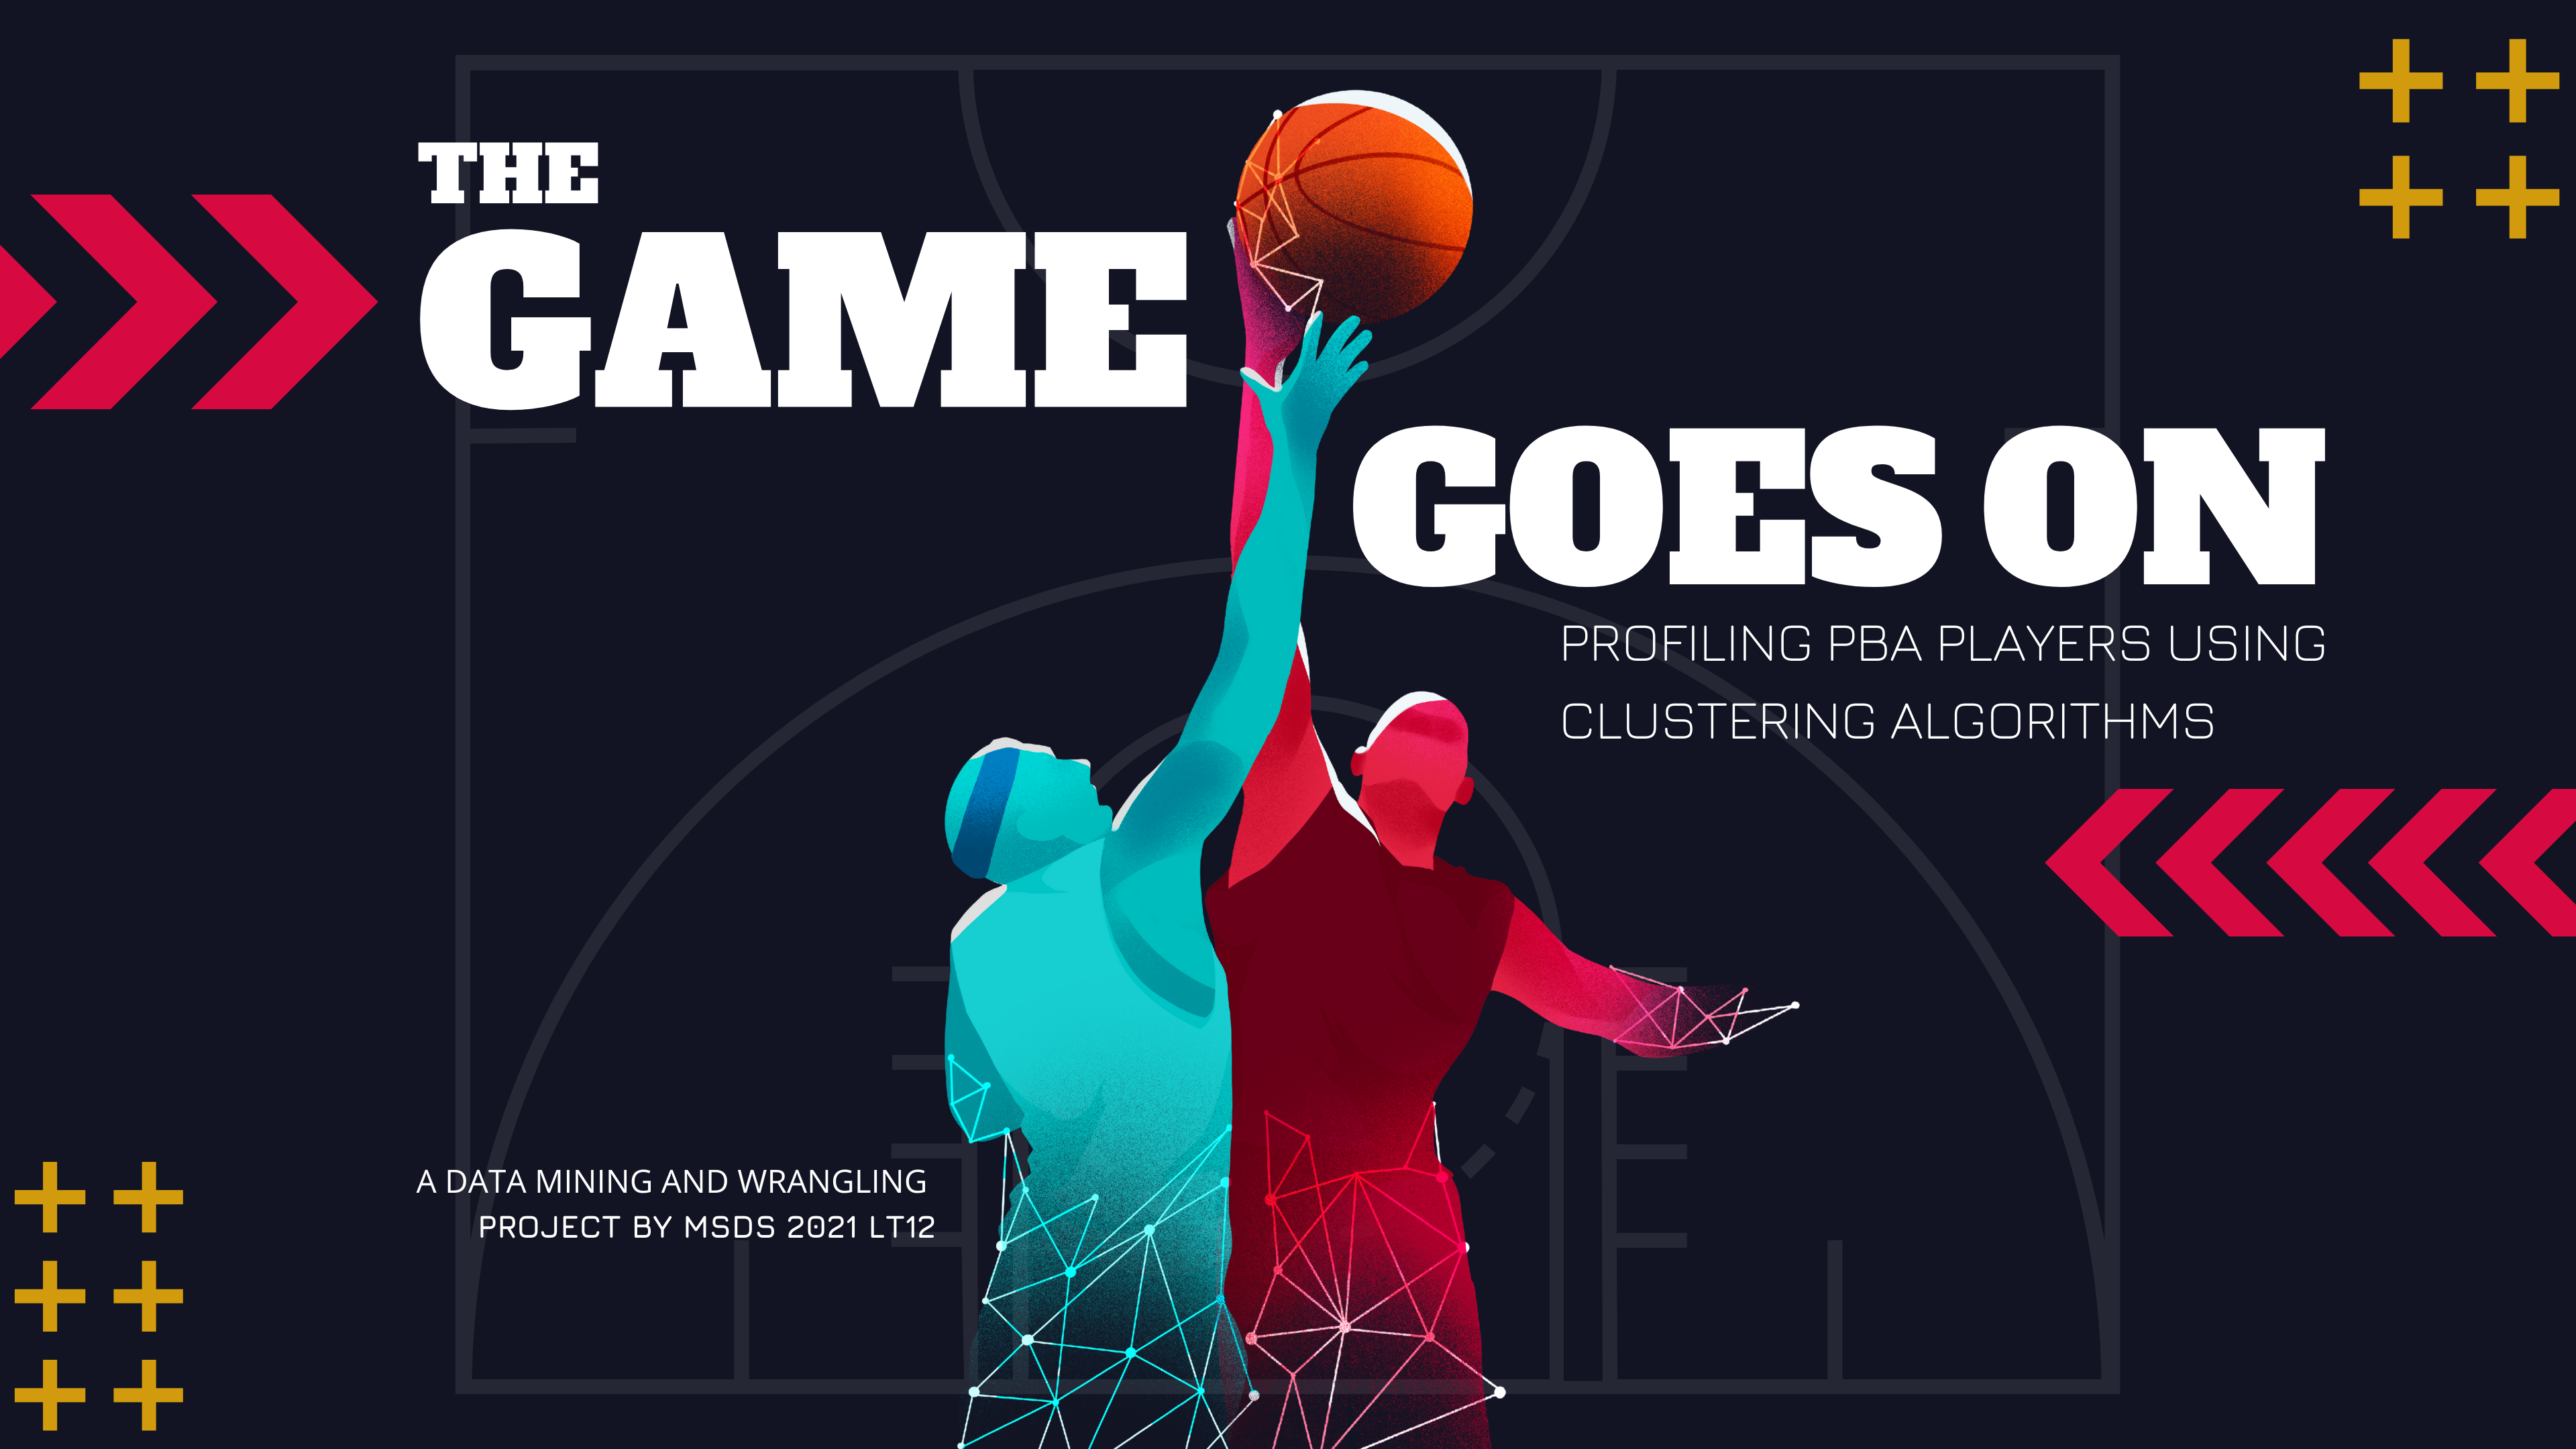 THE
GAME
GOES ON
PROFILING PBA PLAYERS USING
CLUSTERING ALGORITHMS
A DATA MINING AND WRANGLING
PROJECT BY MSDS 2021 LT12